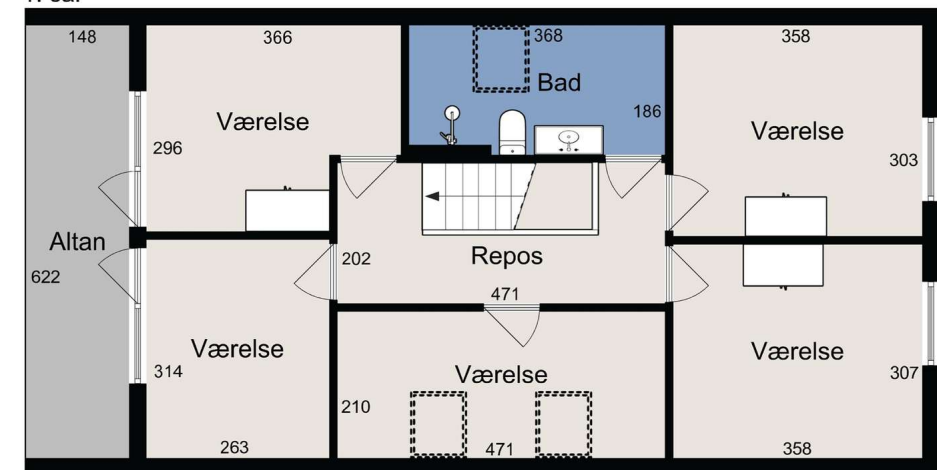 148
366
368
358
Bad
Værelse
186
Værelse
296
303
Altan
622
202
Repos
471
Værelse
314
Værelse
210
471
263
Værelse
307
358